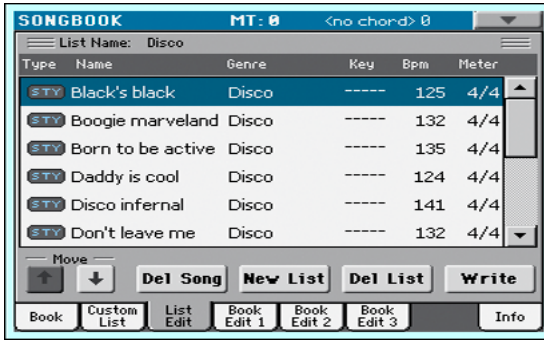 SONGBOOK MT: 0 <no chord> 0
List Name: Disco
Type Name Genre Key Bpm Meter
STY Black's black Disco ----- 125 4/4
STY Boogie marveland Disco ----- 132 4/4
STY Born to be active Disco ----- 135 4/4
STY Daddy is cool Disco ----- 124 4/4
STY Disco infernal Disco ----- 141 4/4
STY Don't leave me Disco ----- 132 4/4
Move
Del Song New List Del List Write
Book Custom List List Edit Book Edit 1 Book Edit 2 Book Edit 3 Info